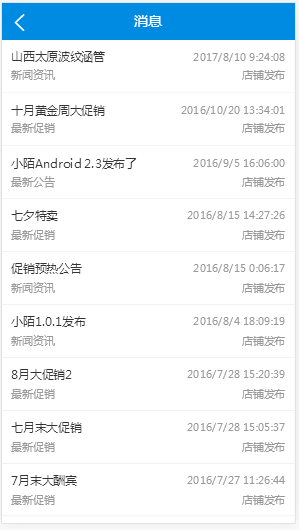 消息
山西太原波纹涵管 2017/8/10 9:24:08
新闻资讯 店铺发布
十月黄金周大促销 2016/10/20 13:34:01
最新促销 店铺发布
小陌Android 2.3发布了 2016/9/5 16:06:00
最新公告 店铺发布
七夕特卖 2016/8/15 14:27:26
最新促销 店铺发布
促销预热公告 2016/8/15 0:06:17
新闻资讯 店铺发布
小陌1.0.1发布 2016/8/4 18:09:19
新闻资讯 店铺发布
8月大促销2 2016/7/28 15:20:39
最新促销 店铺发布
七月末大促销 2016/7/28 15:05:37
最新促销 店铺发布
7月末大酬宾 2016/7/27 11:26:44
最新促销 店铺发布